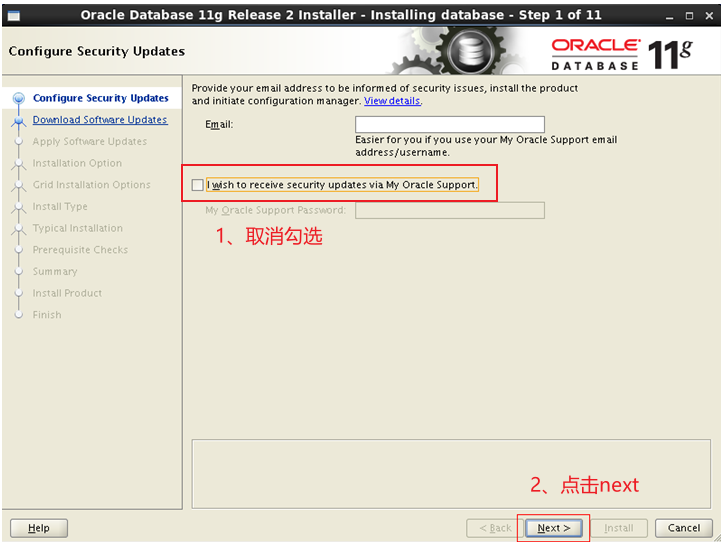 Oracle Database 11g Release 2 Installer - Installing database - Step 1 of 11
Configure Security Updates
ORACLE
DATABASE
11g
Configure Security Updates
Download Software Updates
Apply Software Updates
Installation Option
Grid Installation Options
Install Type
Typical Installation
Prerequisite Checks
Summary
Install Product
Finish
Provide your email address to be informed of security issues, install the product
and initiate configuration manager. View details.
Email:
Easier for you if you use your My Oracle Support email
address/username.
I wish to receive security updates via My Oracle Support.
My Oracle Support Password:
1、取消勾选
2、点击next
Help
< Back
Next >
Install
Cancel